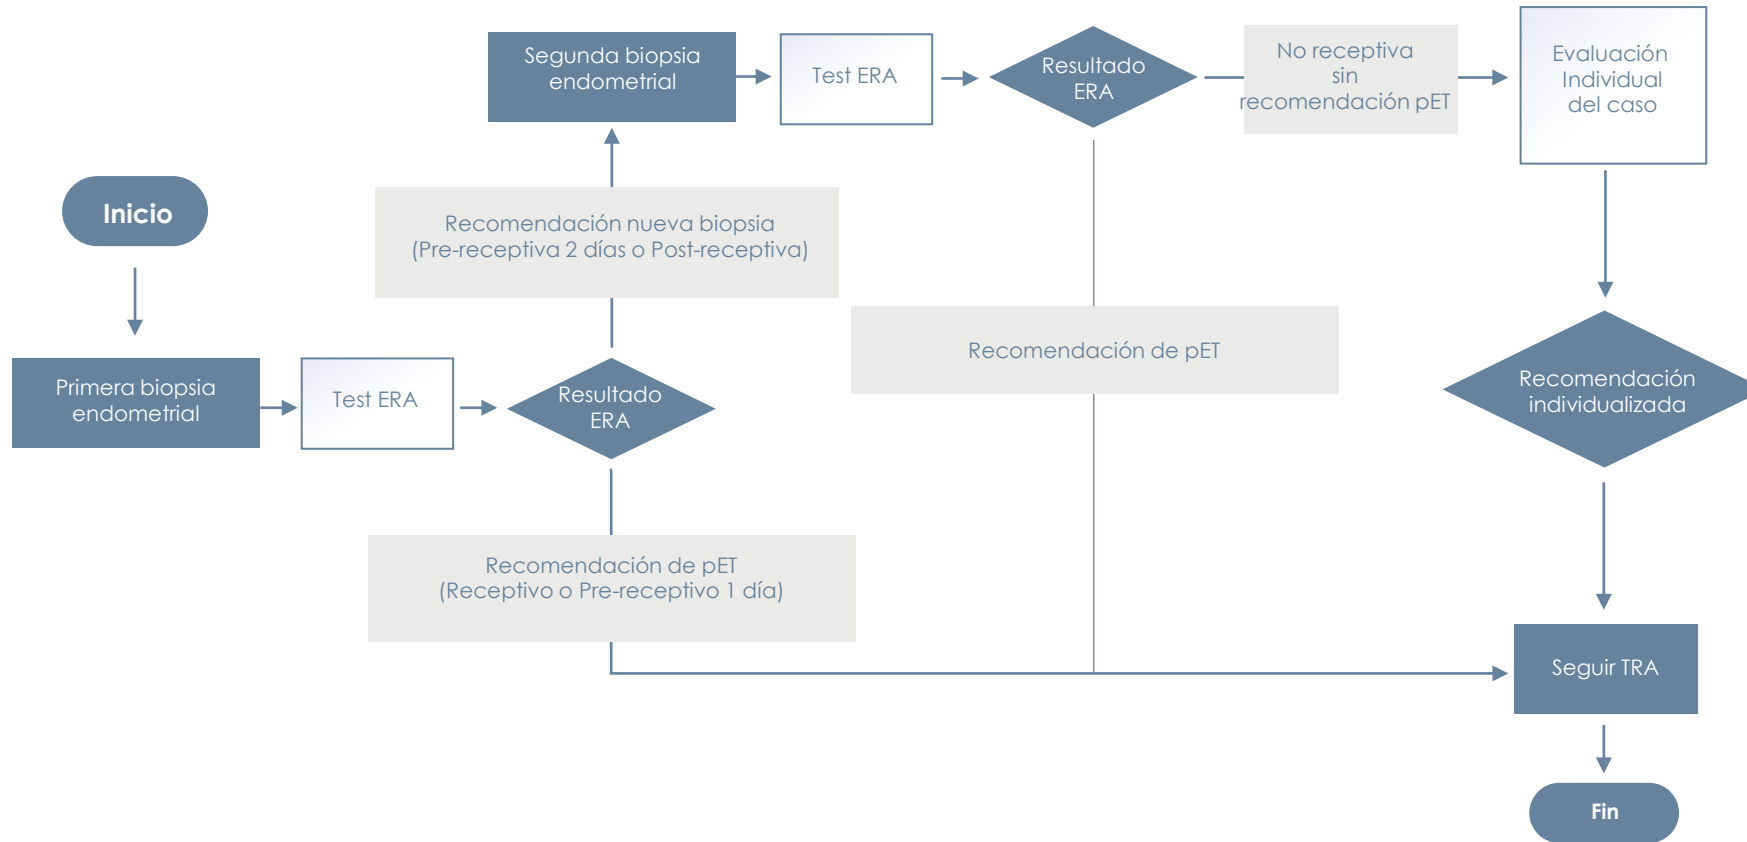 Inicio
Primera biopsia
endometrial
Test ERA
Resultado
ERA
Recomendación nueva biopsia
(Pre-receptiva 2 días o Post-receptiva)
Recomendación de pET
(Receptivo o Pre-receptivo 1 día)
Segunda biopsia
endometrial
Test ERA
Resultado
ERA
Recomendación de pET
No receptiva
sin
recomendación pET
Evaluación
Individual
del caso
Recomendación
individualizada
Seguir TRA
Fin